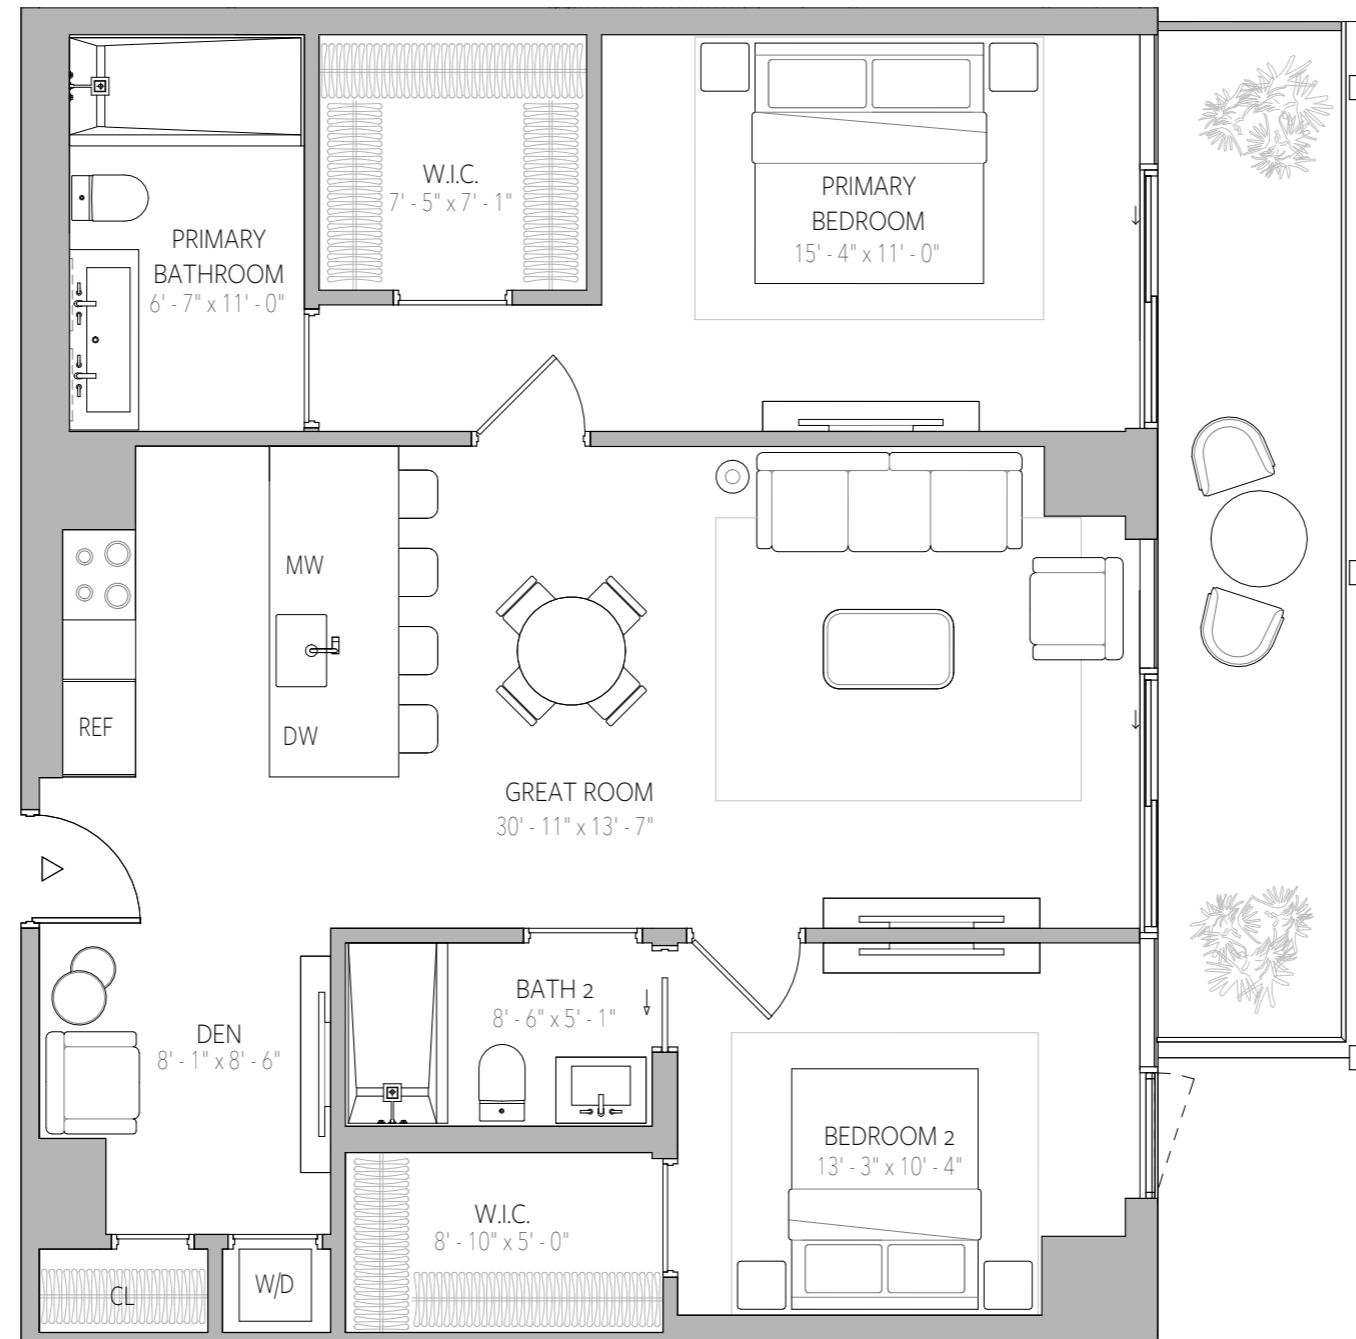 W.I.C.
7' - 5" x 7' - 1"
PRIMARY
BEDROOM
15' - 4" x 11' - 0"
PRIMARY
BATHROOM
6' - 7" x 11' - 0"
MW
REF
DW
GREAT ROOM
30' - 11" x 13' - 7"
BATH 2
8' - 6" x 5' - 1"
DEN
8' - 1" x 8' - 6"
BEDROOM 2
13' - 3" x 10' - 4"
W.I.C.
8' - 10" x 5' - 0"
CL
W/D